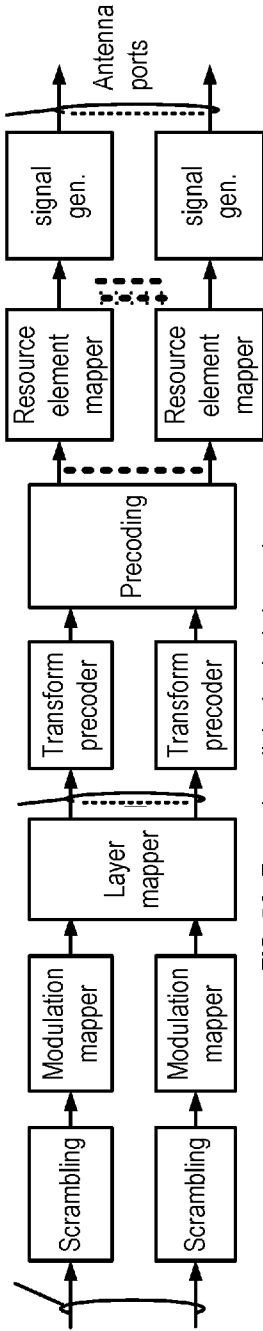 Scrambling
Scrambling
Modulation
mapper
Modulation
mapper
Layer
mapper
Transform
precoder
Transform
precoder
Precoding
Resource
element
mapper
Resource
element
mapper
signal
gen.
signal
gen.
Antenna
ports